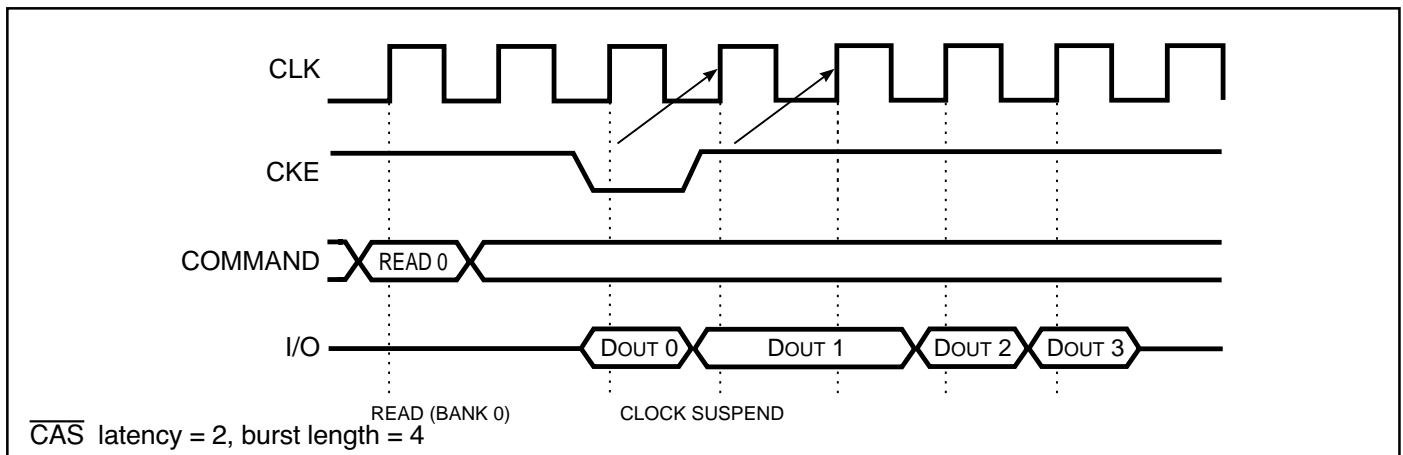 CLK
CKE
COMMAND
READ 0
I/O
DOUT 0
DOUT 1
DOUT 2
DOUT 3
READ (BANK 0)
CLOCK SUSPEND
C̅A̅S̅ latency = 2, burst length = 4